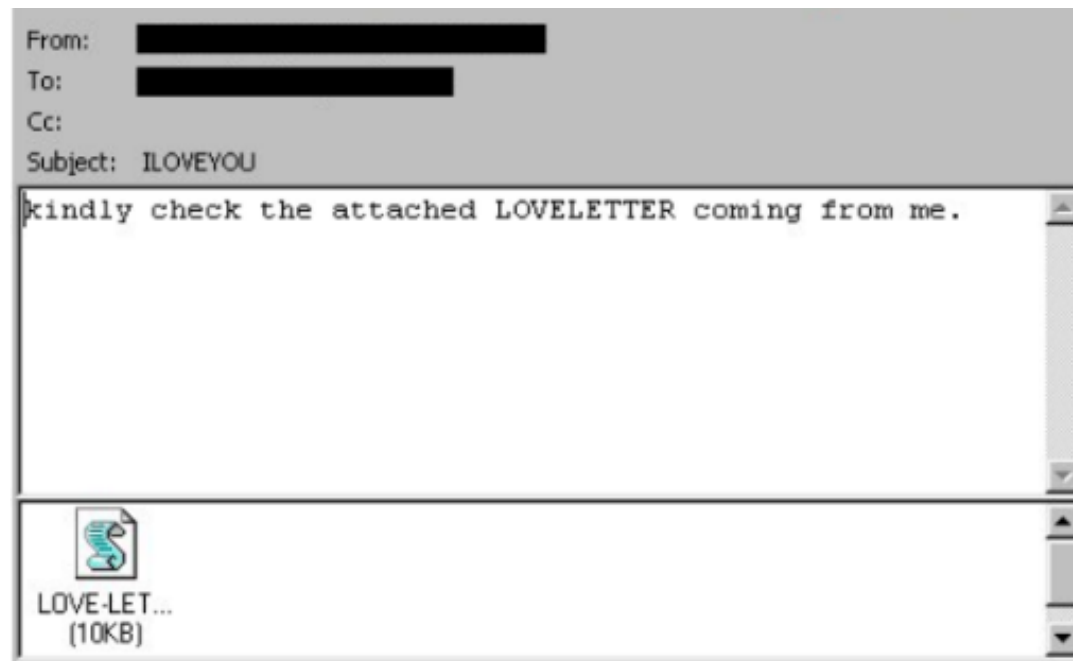 From:
To:
Cc:
Subject: ILOVEYOU
kindly check the attached LOVELETTER coming from me.
LOVE-LET...
(10KB)